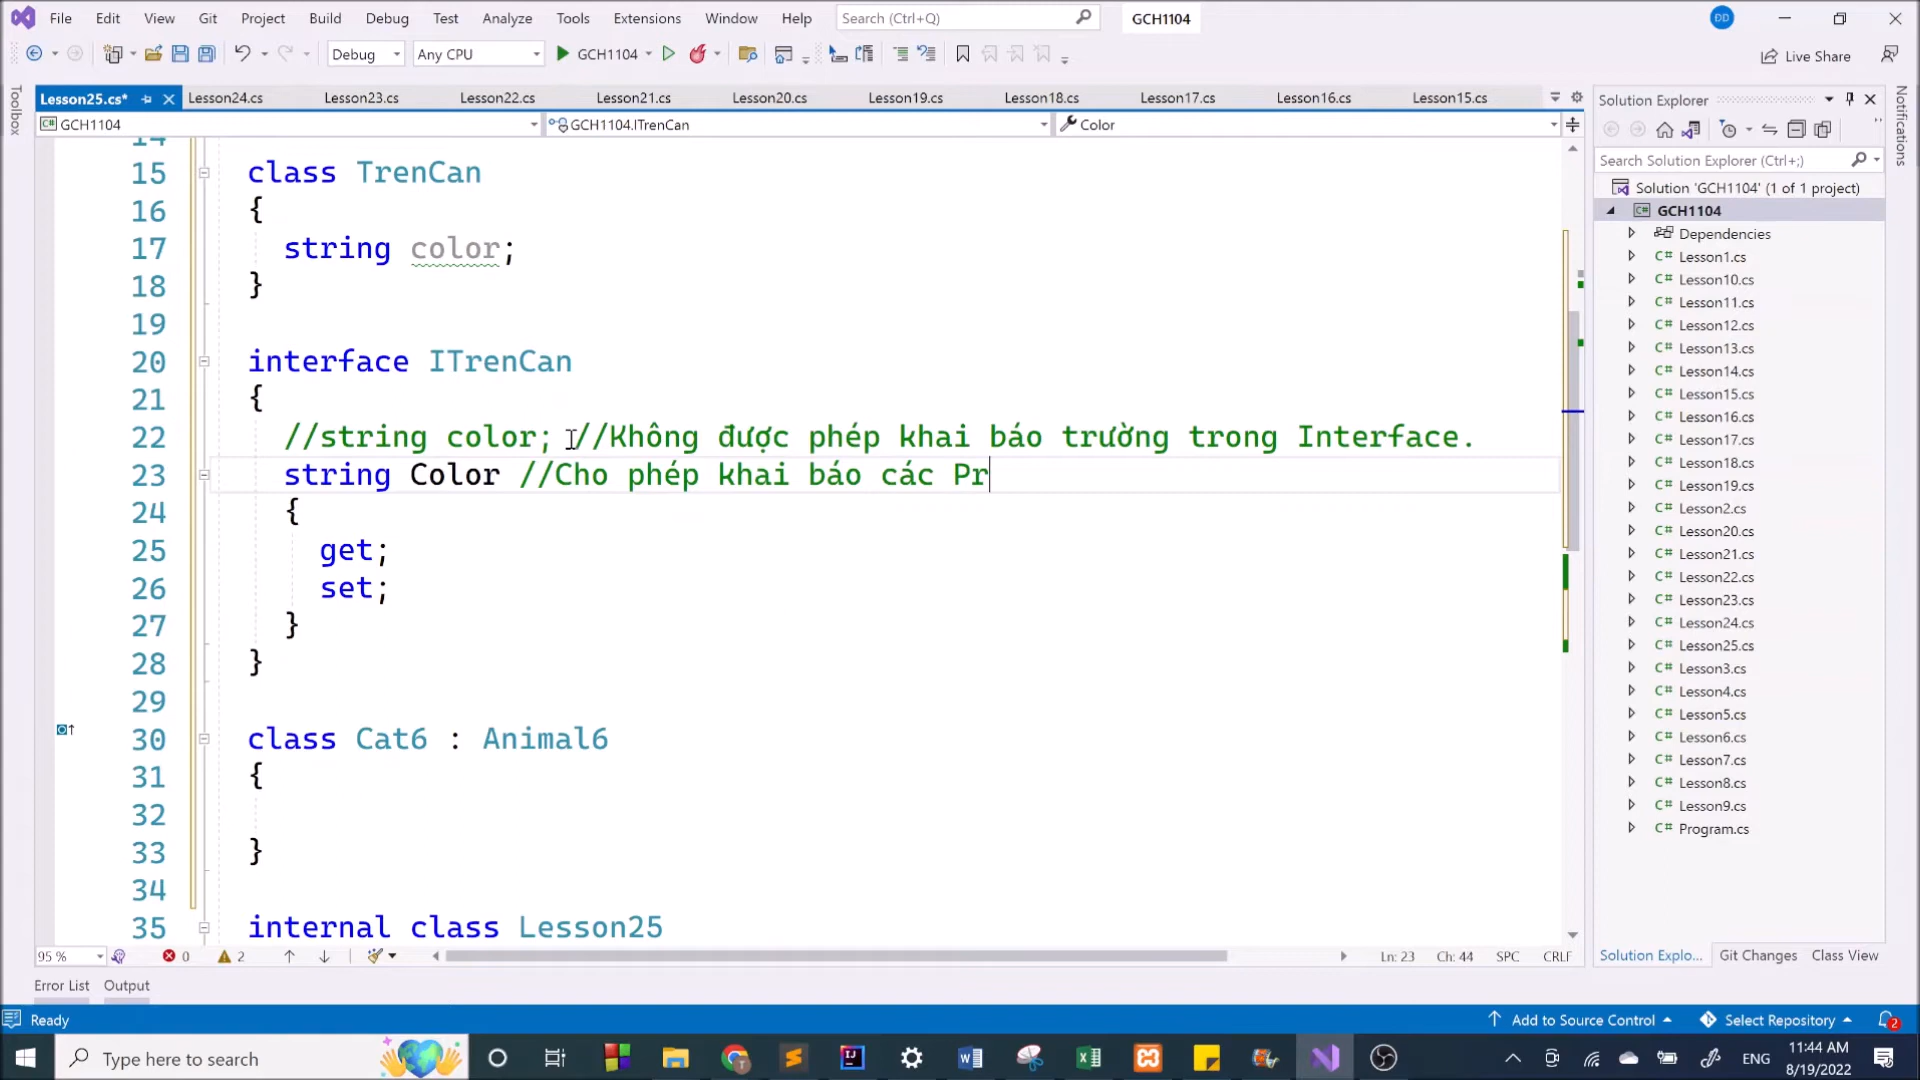 File Edit View Git Project Build Debug Test Analyze Tools Extensions Window Help Search (Ctrl+Q) GCH1104 DD
Debug Any CPU GCH1104 Live Share
Lesson25.cs* Lesson24.cs Lesson23.cs Lesson22.cs Lesson21.cs Lesson20.cs Lesson19.cs Lesson18.cs Lesson17.cs Lesson16.cs Lesson15.cs
GCH1104 GCH1104.ITrenCan Color
Toolbox
14
15 class TrenCan
16 {
17 string color;
18 }
19
20 interface ITrenCan
21 {
22 //string color; //Không được phép khai báo trường trong Interface.
23 string Color //Cho phép khai báo các Pr
24 {
25 get;
26 set;
27 }
28 }
29
30 class Cat6 : Animal6
31 {
32
33 }
34
35 internal class Lesson25
95 % 0 2 Ln: 23 Ch: 44 SPC CRLF
Error List Output
Solution Explorer
Search Solution Explorer (Ctrl+;)
Solution 'GCH1104' (1 of 1 project)
C# GCH1104
Dependencies
C# Lesson1.cs
C# Lesson10.cs
C# Lesson11.cs
C# Lesson12.cs
C# Lesson13.cs
C# Lesson14.cs
C# Lesson15.cs
C# Lesson16.cs
C# Lesson17.cs
C# Lesson18.cs
C# Lesson19.cs
C# Lesson2.cs
C# Lesson20.cs
C# Lesson21.cs
C# Lesson22.cs
C# Lesson23.cs
C# Lesson24.cs
C# Lesson25.cs
C# Lesson3.cs
C# Lesson4.cs
C# Lesson5.cs
C# Lesson6.cs
C# Lesson7.cs
C# Lesson8.cs
C# Lesson9.cs
C# Program.cs
Solution Explo... Git Changes Class View
Notifications
Ready Add to Source Control Select Repository 2
Type here to search ENG 11:44 AM
8/19/2022